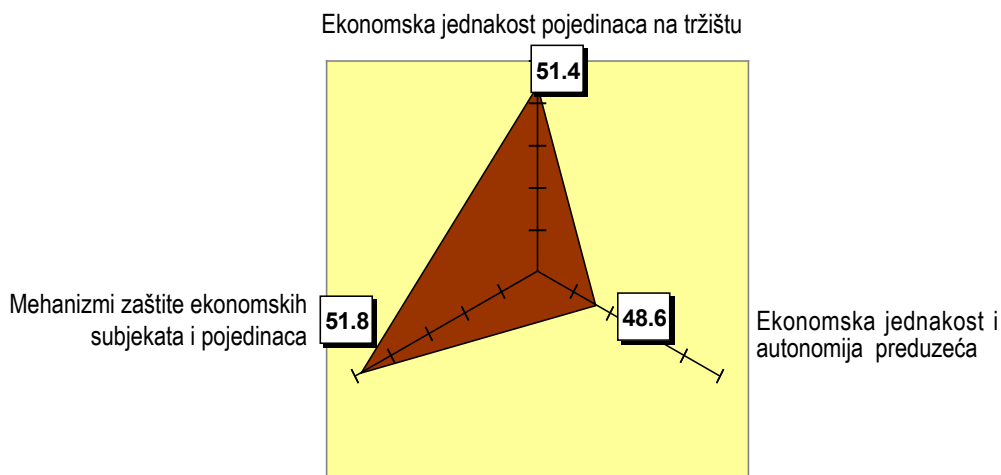 Ekonomska jednakost pojedinaca na tržištu
51.4
Mehanizmi zaštite ekonomskih
subjekata i pojedinaca
51.8
48.6
Ekonomska jednakost i
autonomija preduzeća